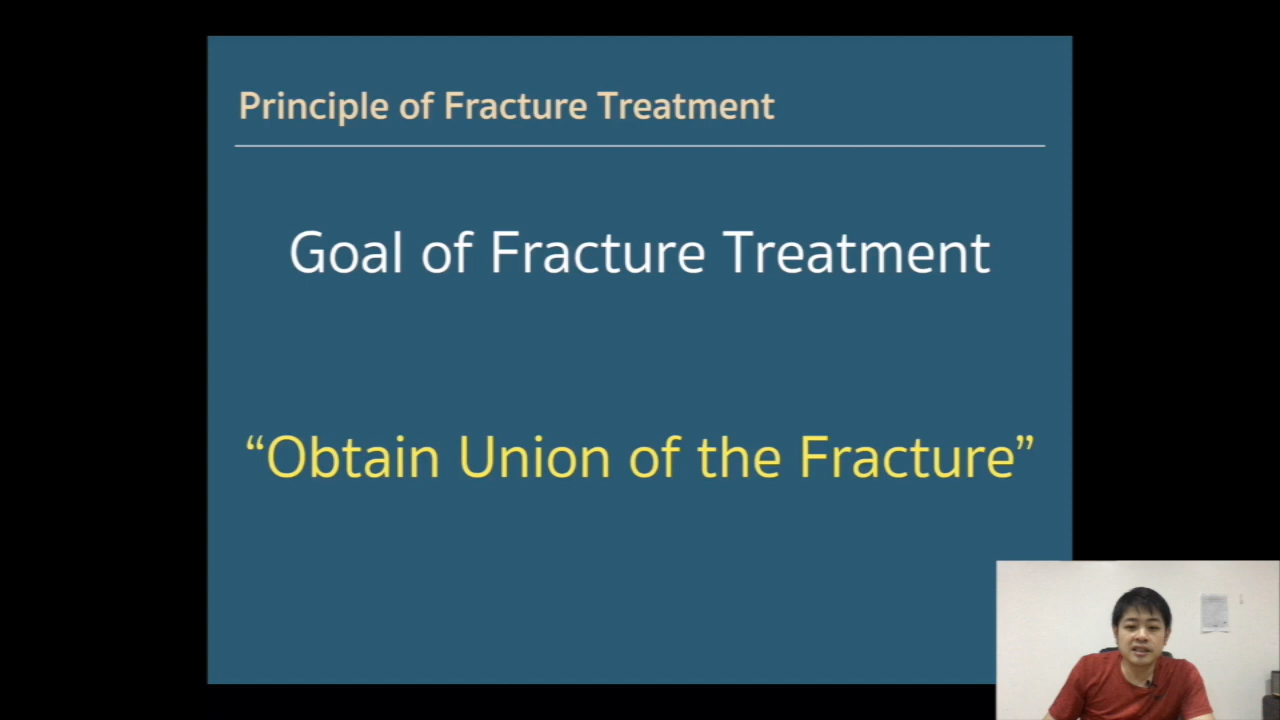 Principle of Fracture Treatment
Goal of Fracture Treatment
“Obtain Union of the Fracture”